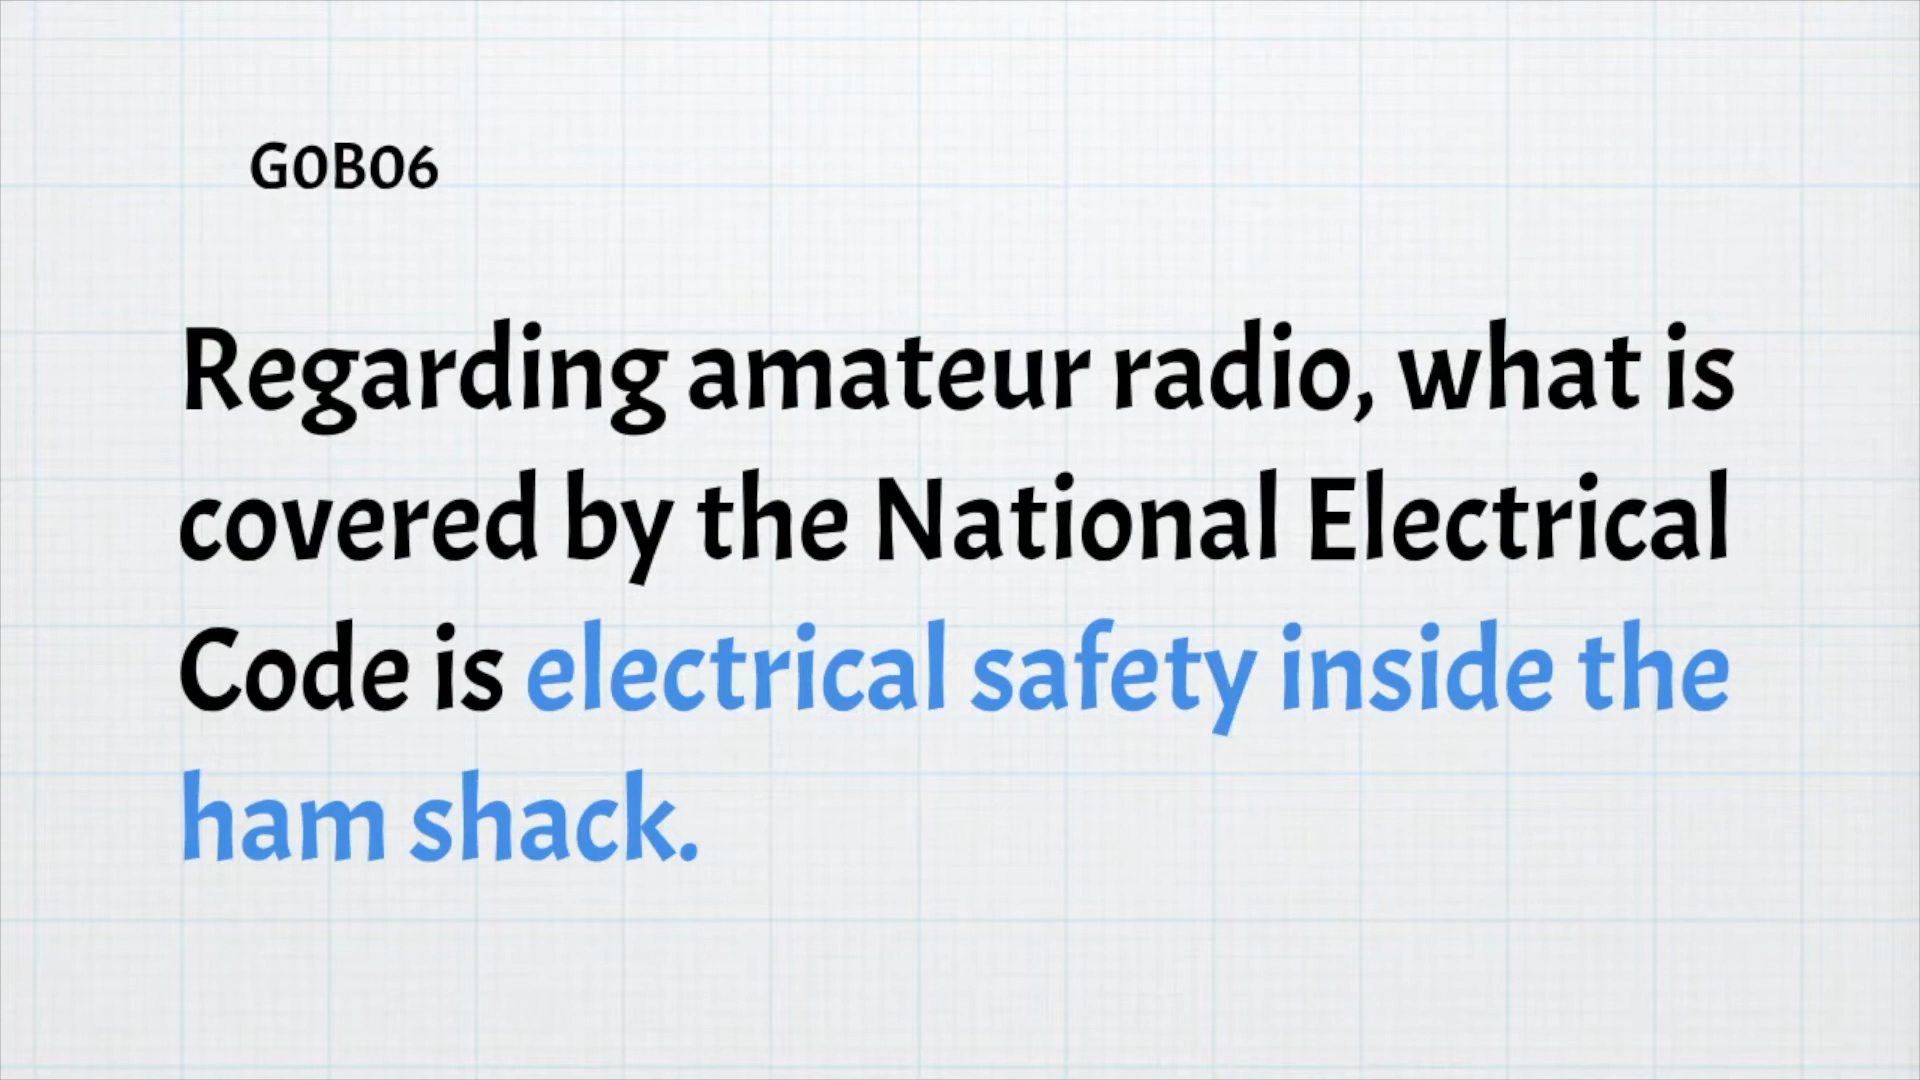 G0B06
Regarding amateur radio, what is
covered by the National Electrical
Code is electrical safety inside the
ham shack.